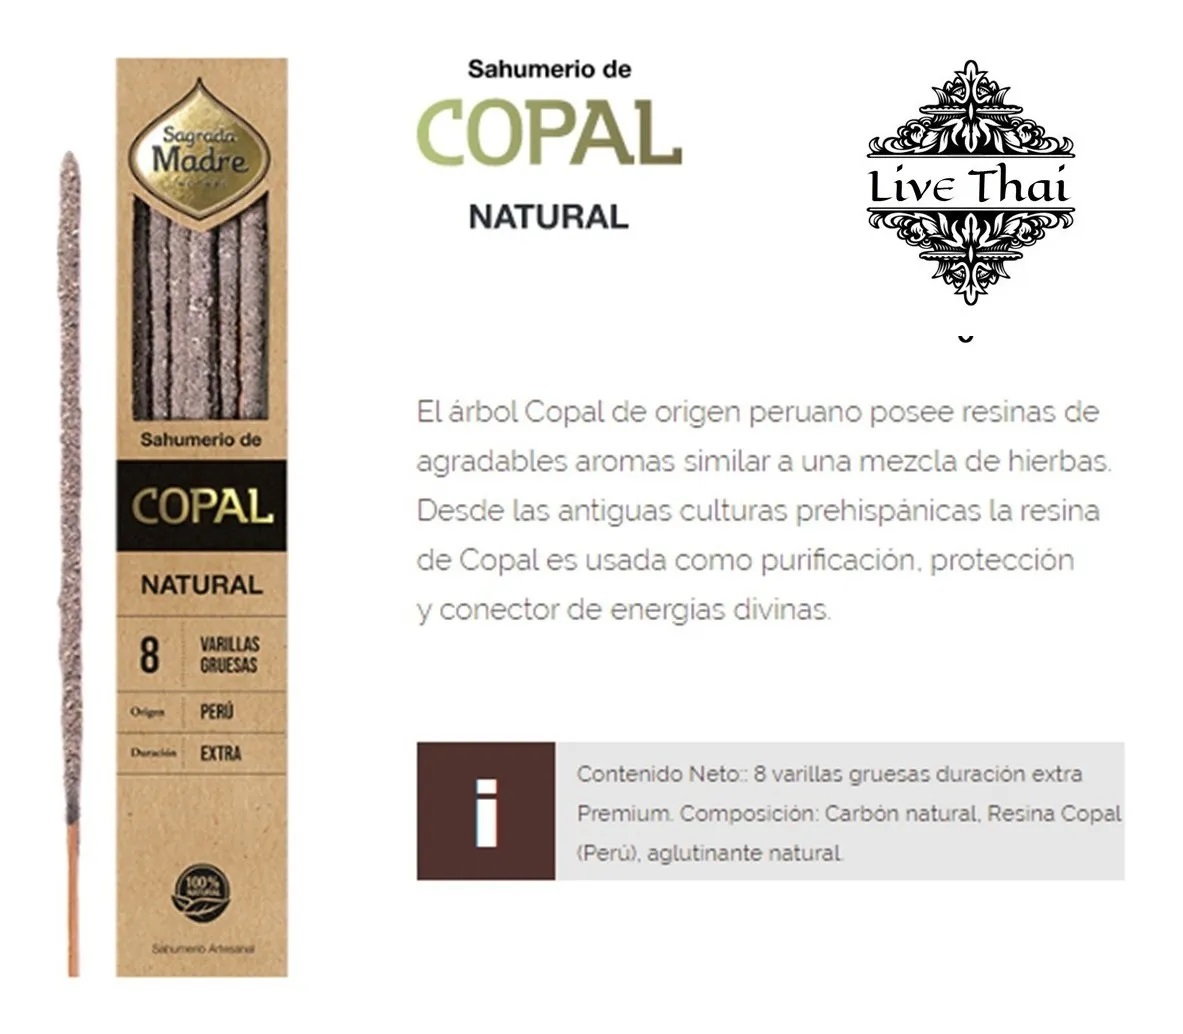 Sagrada
Madre
Sahumerio de
COPAL
NATURAL
8 VARILLAS
GRUESAS
Origen PERÚ
Duración EXTRA
100%
NATURAL
Sahumerio Artesanal
Sahumerio de
COPAL
NATURAL
Live Thai
El árbol Copal de origen peruano posee resinas de
agradables aromas similar a una mezcla de hierbas.
Desde las antiguas culturas prehispánicas la resina
de Copal es usada como purificación, protección
y conector de energías divinas.
i
Contenido Neto:: 8 varillas gruesas duración extra
Premium. Composición: Carbón natural, Resina Copal
(Perú), aglutinante natural.